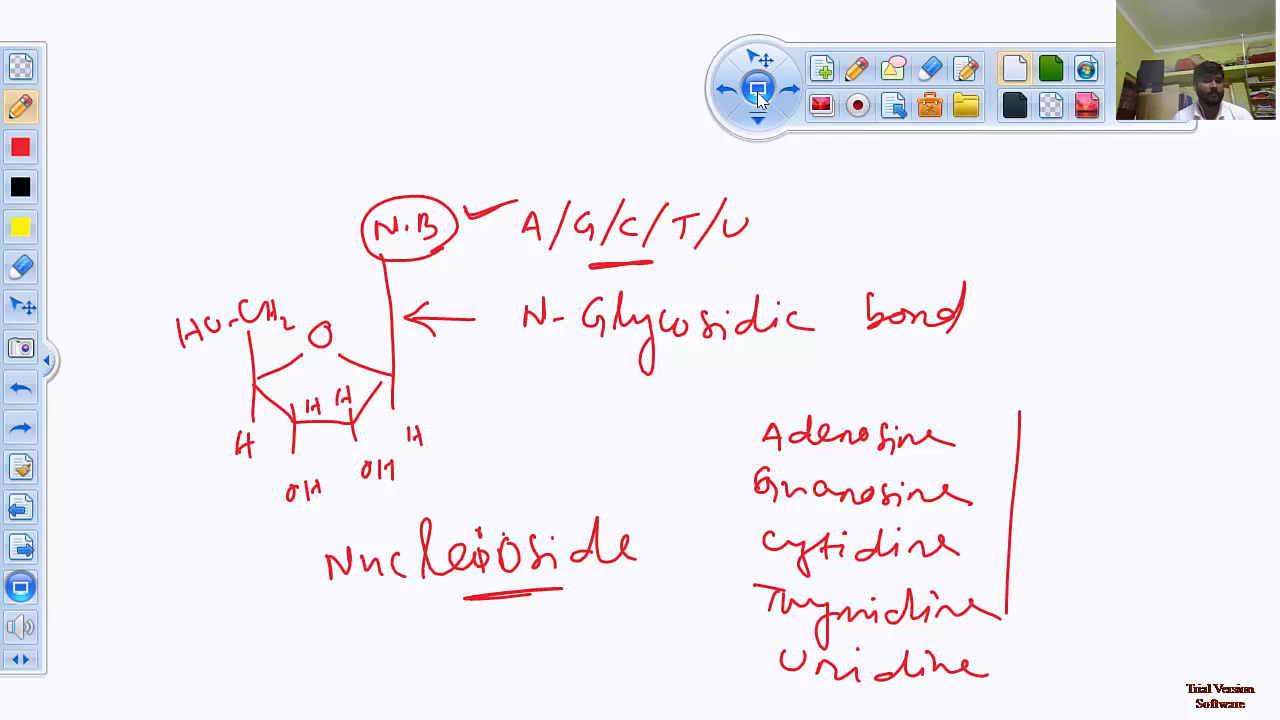 N.B A/G/C/T/U
HO-CH2 O N-Glycosidic bond
H H
H H
OH OH
Adenosine
Guanosine
Cytidine
Nucleoside
Thymidine
Uridine
Trial Version
Software